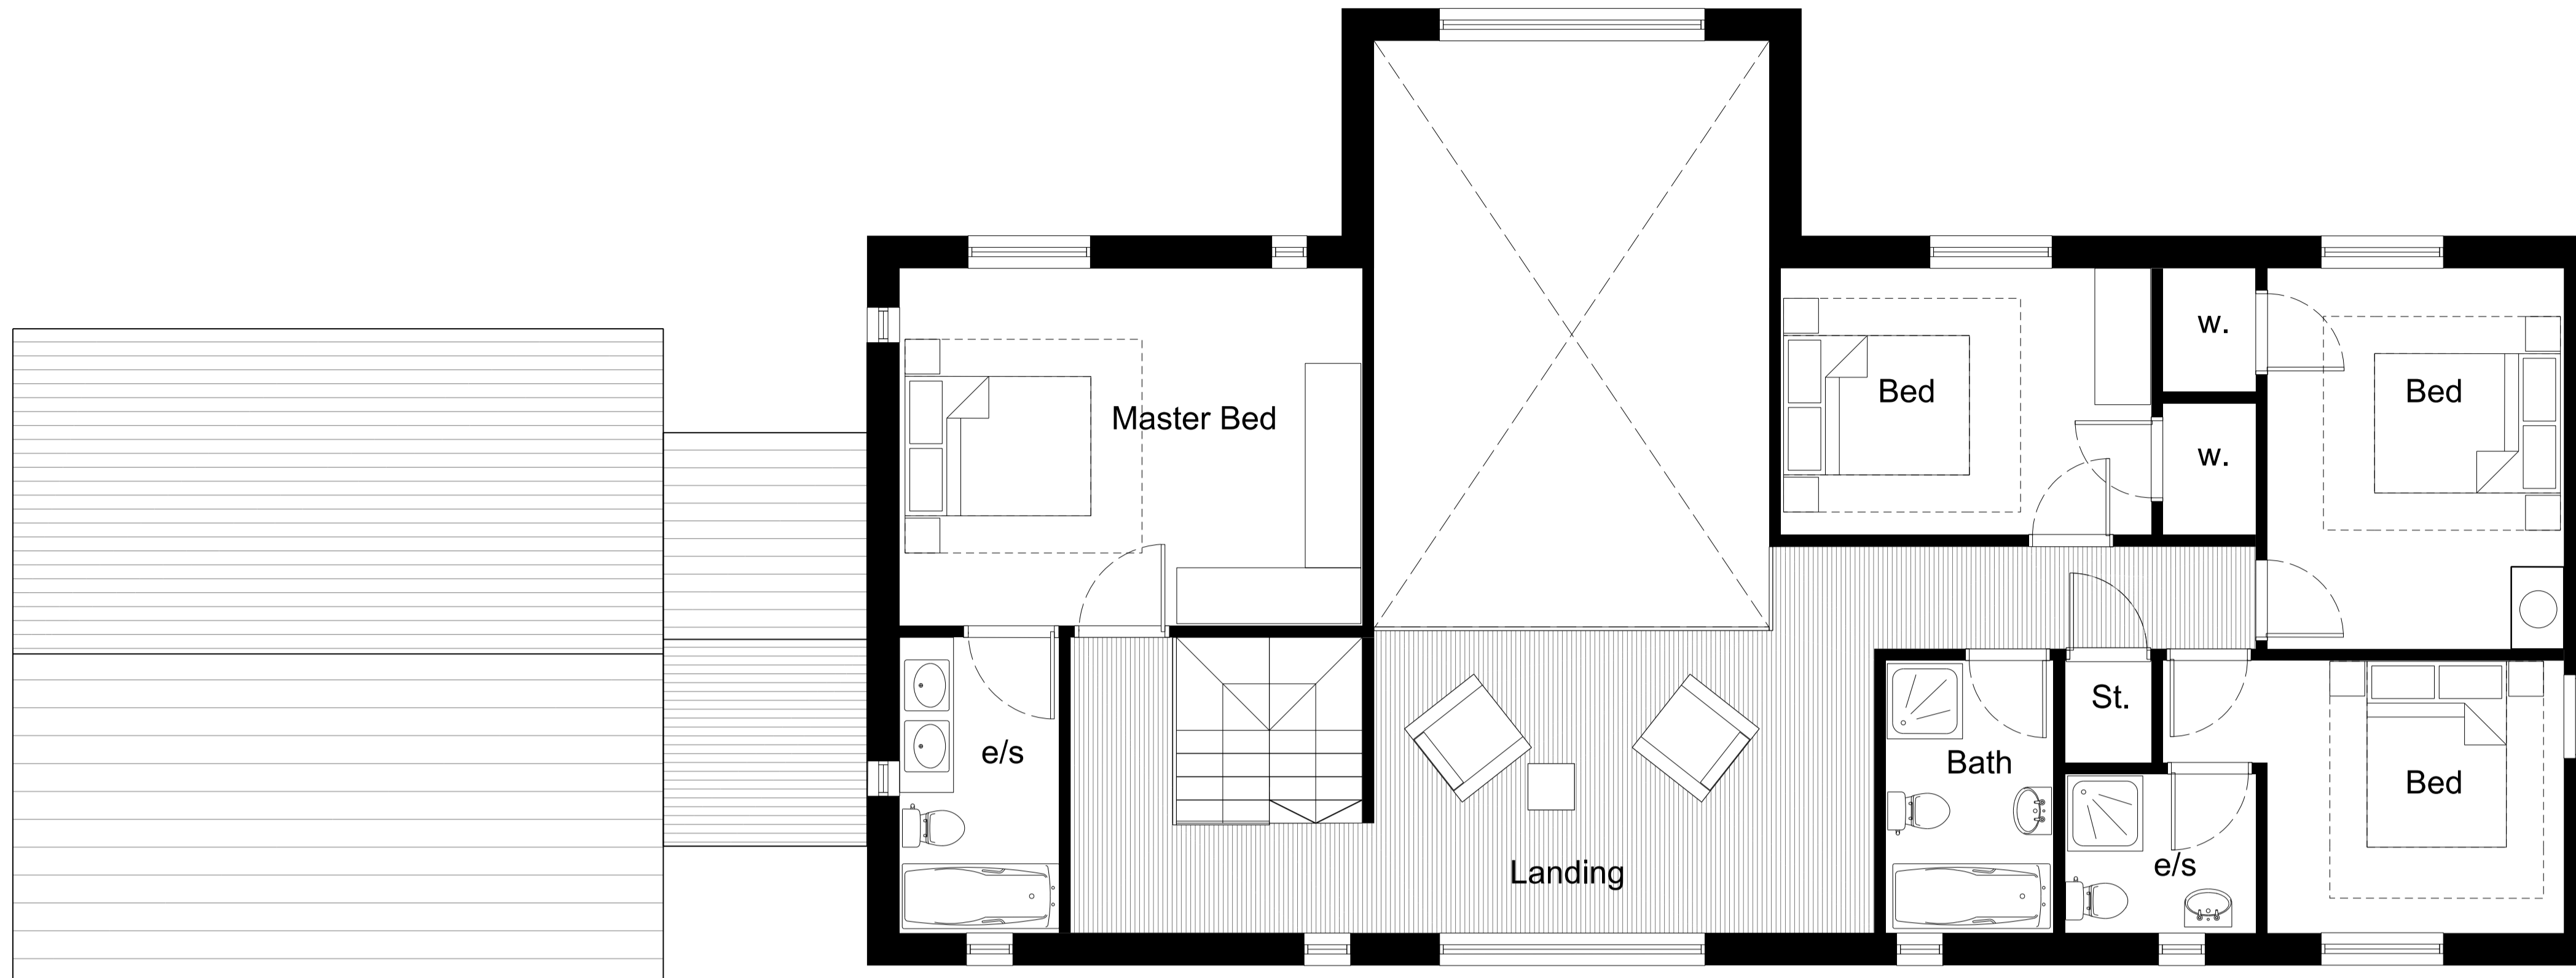 w.
Bed
Bed
Master Bed
w.
St.
e/s
Bath
Bed
e/s
Landing